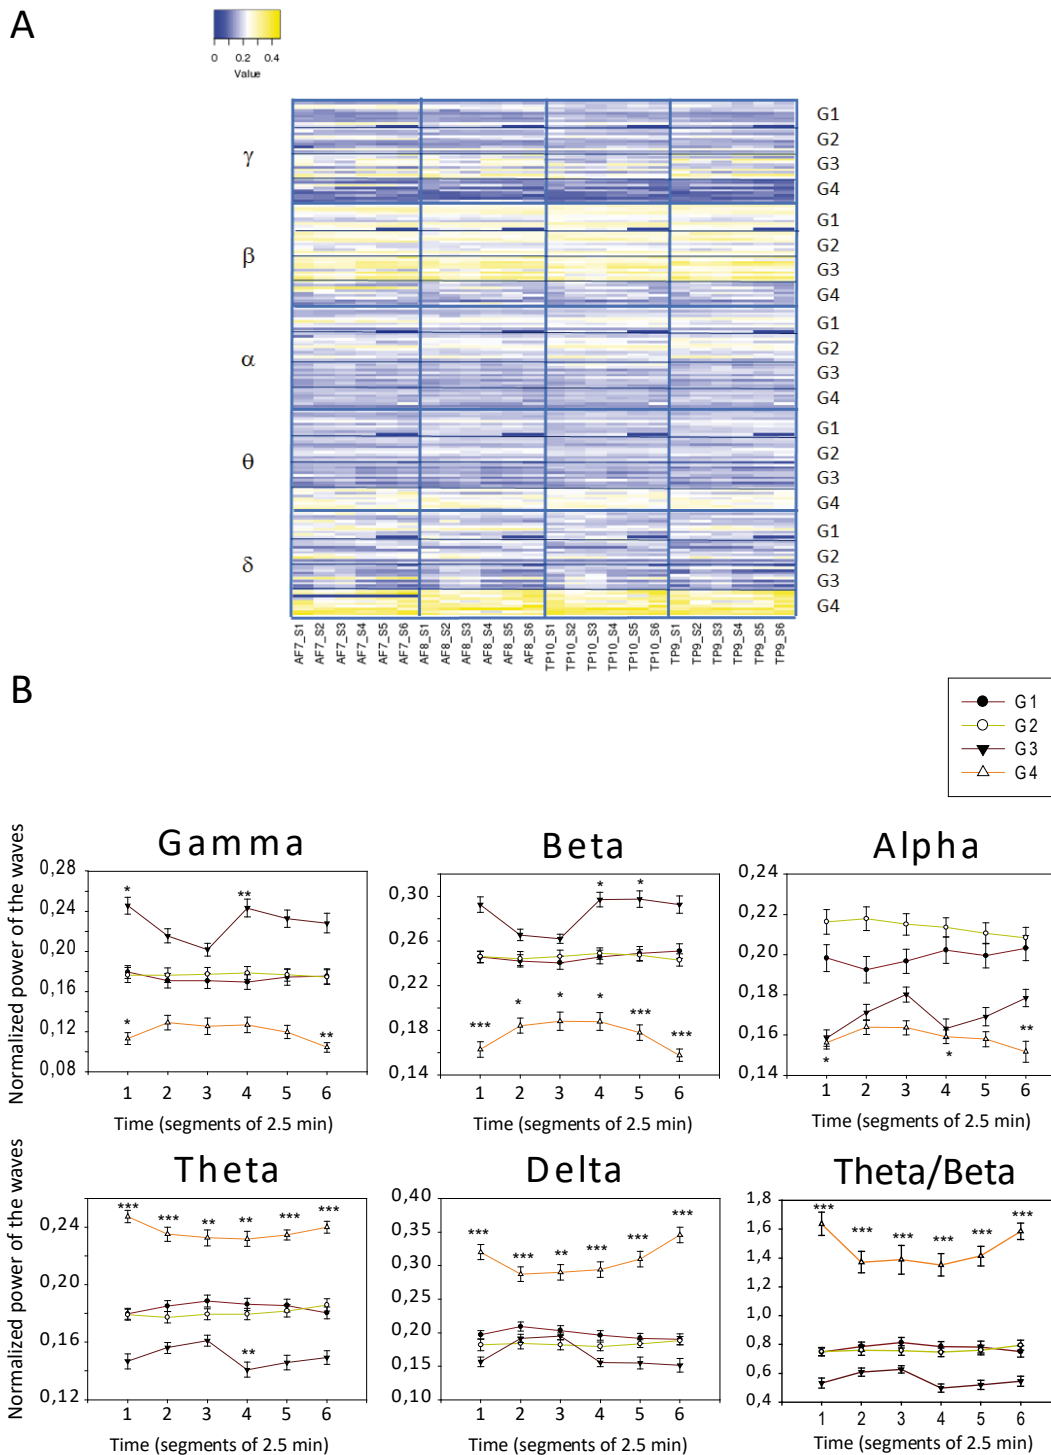 A
0 0.2 0.4
Value
G1
G2
γ
G3
G4
G1
β
G2
G3
G4
G1
α
G2
G3
G4
G1
θ
G2
G3
G4
G1
G2
δ
G3
G4
AF7_S1 AF7_S2 AF7_S3 AF7_S4 AF7_S5 AF7_S6 AF8_S1 AF8_S2 AF8_S3 AF8_S4 AF8_S5 AF8_S6 TP10_S1 TP10_S2 TP10_S3 TP10_S4 TP10_S5 TP10_S6 TP9_S1 TP9_S2 TP9_S3 TP9_S4 TP9_S5 TP9_S6
B
G1
G2
G3
G4
Normalized power of the waves
Gamma
0,28
0,24
0,20
0,16
0,12
0,08
* **
*
**
1 2 3 4 5 6
Time (segments of 2.5 min)
Beta
0,30
0,26
0,22
0,18
0,14
* *
*** * * * *** ***
1 2 3 4 5 6
Time (segments of 2.5 min)
Alpha
0,24
0,22
0,20
0,18
0,16
0,14
* * **
1 2 3 4 5 6
Time (segments of 2.5 min)
Normalized power of the waves
Theta
0,24
0,20
0,16
0,12
*** *** ** ** *** ***
**
1 2 3 4 5 6
Time (segments of 2.5 min)
Delta
0,40
0,35
0,30
0,25
0,20
0,15
0,10
*** *** ** *** *** ***
1 2 3 4 5 6
Time (segments of 2.5 min)
Theta/Beta
1,8
1,6
1,4
1,2
1,0
0,8
0,6
0,4
*** *** *** *** *** ***
1 2 3 4 5 6
Time (segments of 2.5 min)